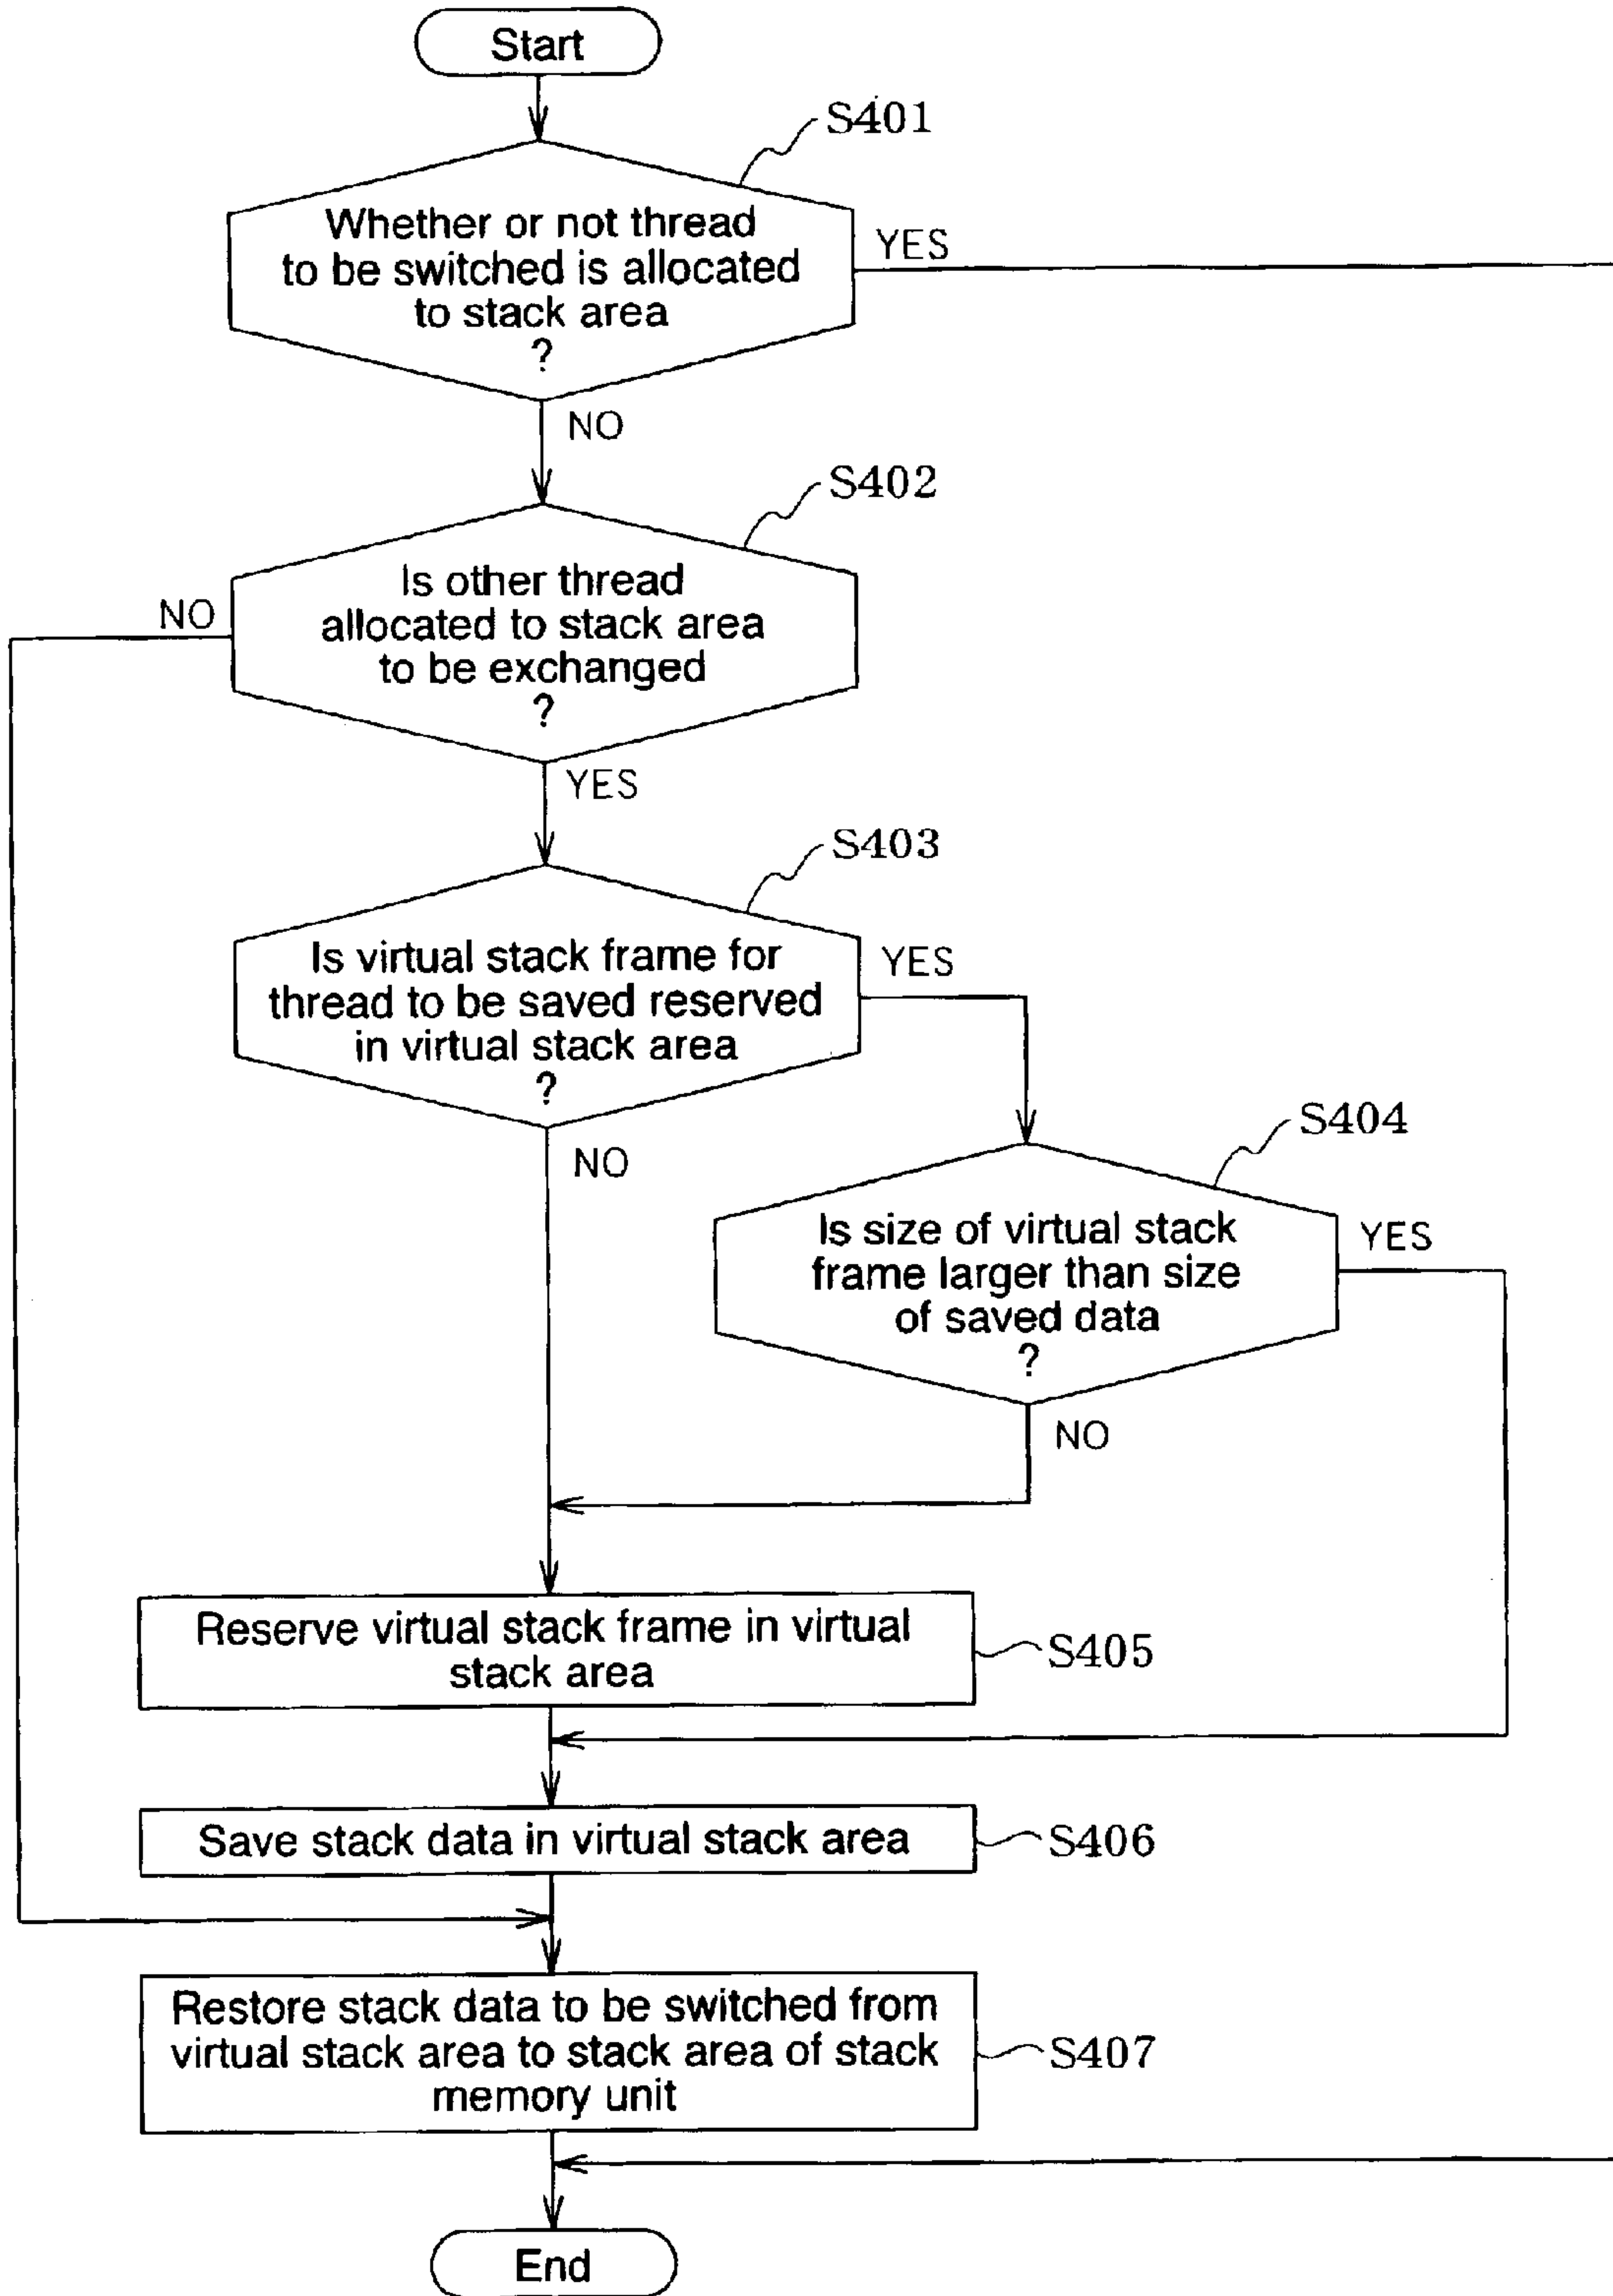 Start
S401
Whether or not thread
to be switched is allocated
to stack area
?
YES
NO
S402
Is other thread
allocated to stack area
to be exchanged
?
NO
YES
S403
Is virtual stack frame for
thread to be saved reserved
in virtual stack area
?
YES
NO
S404
Is size of virtual stack
frame larger than size
of saved data
?
YES
NO
Reserve virtual stack frame in virtual
stack area
S405
Save stack data in virtual stack area
S406
Restore stack data to be switched from
virtual stack area to stack area of stack
memory unit
S407
End